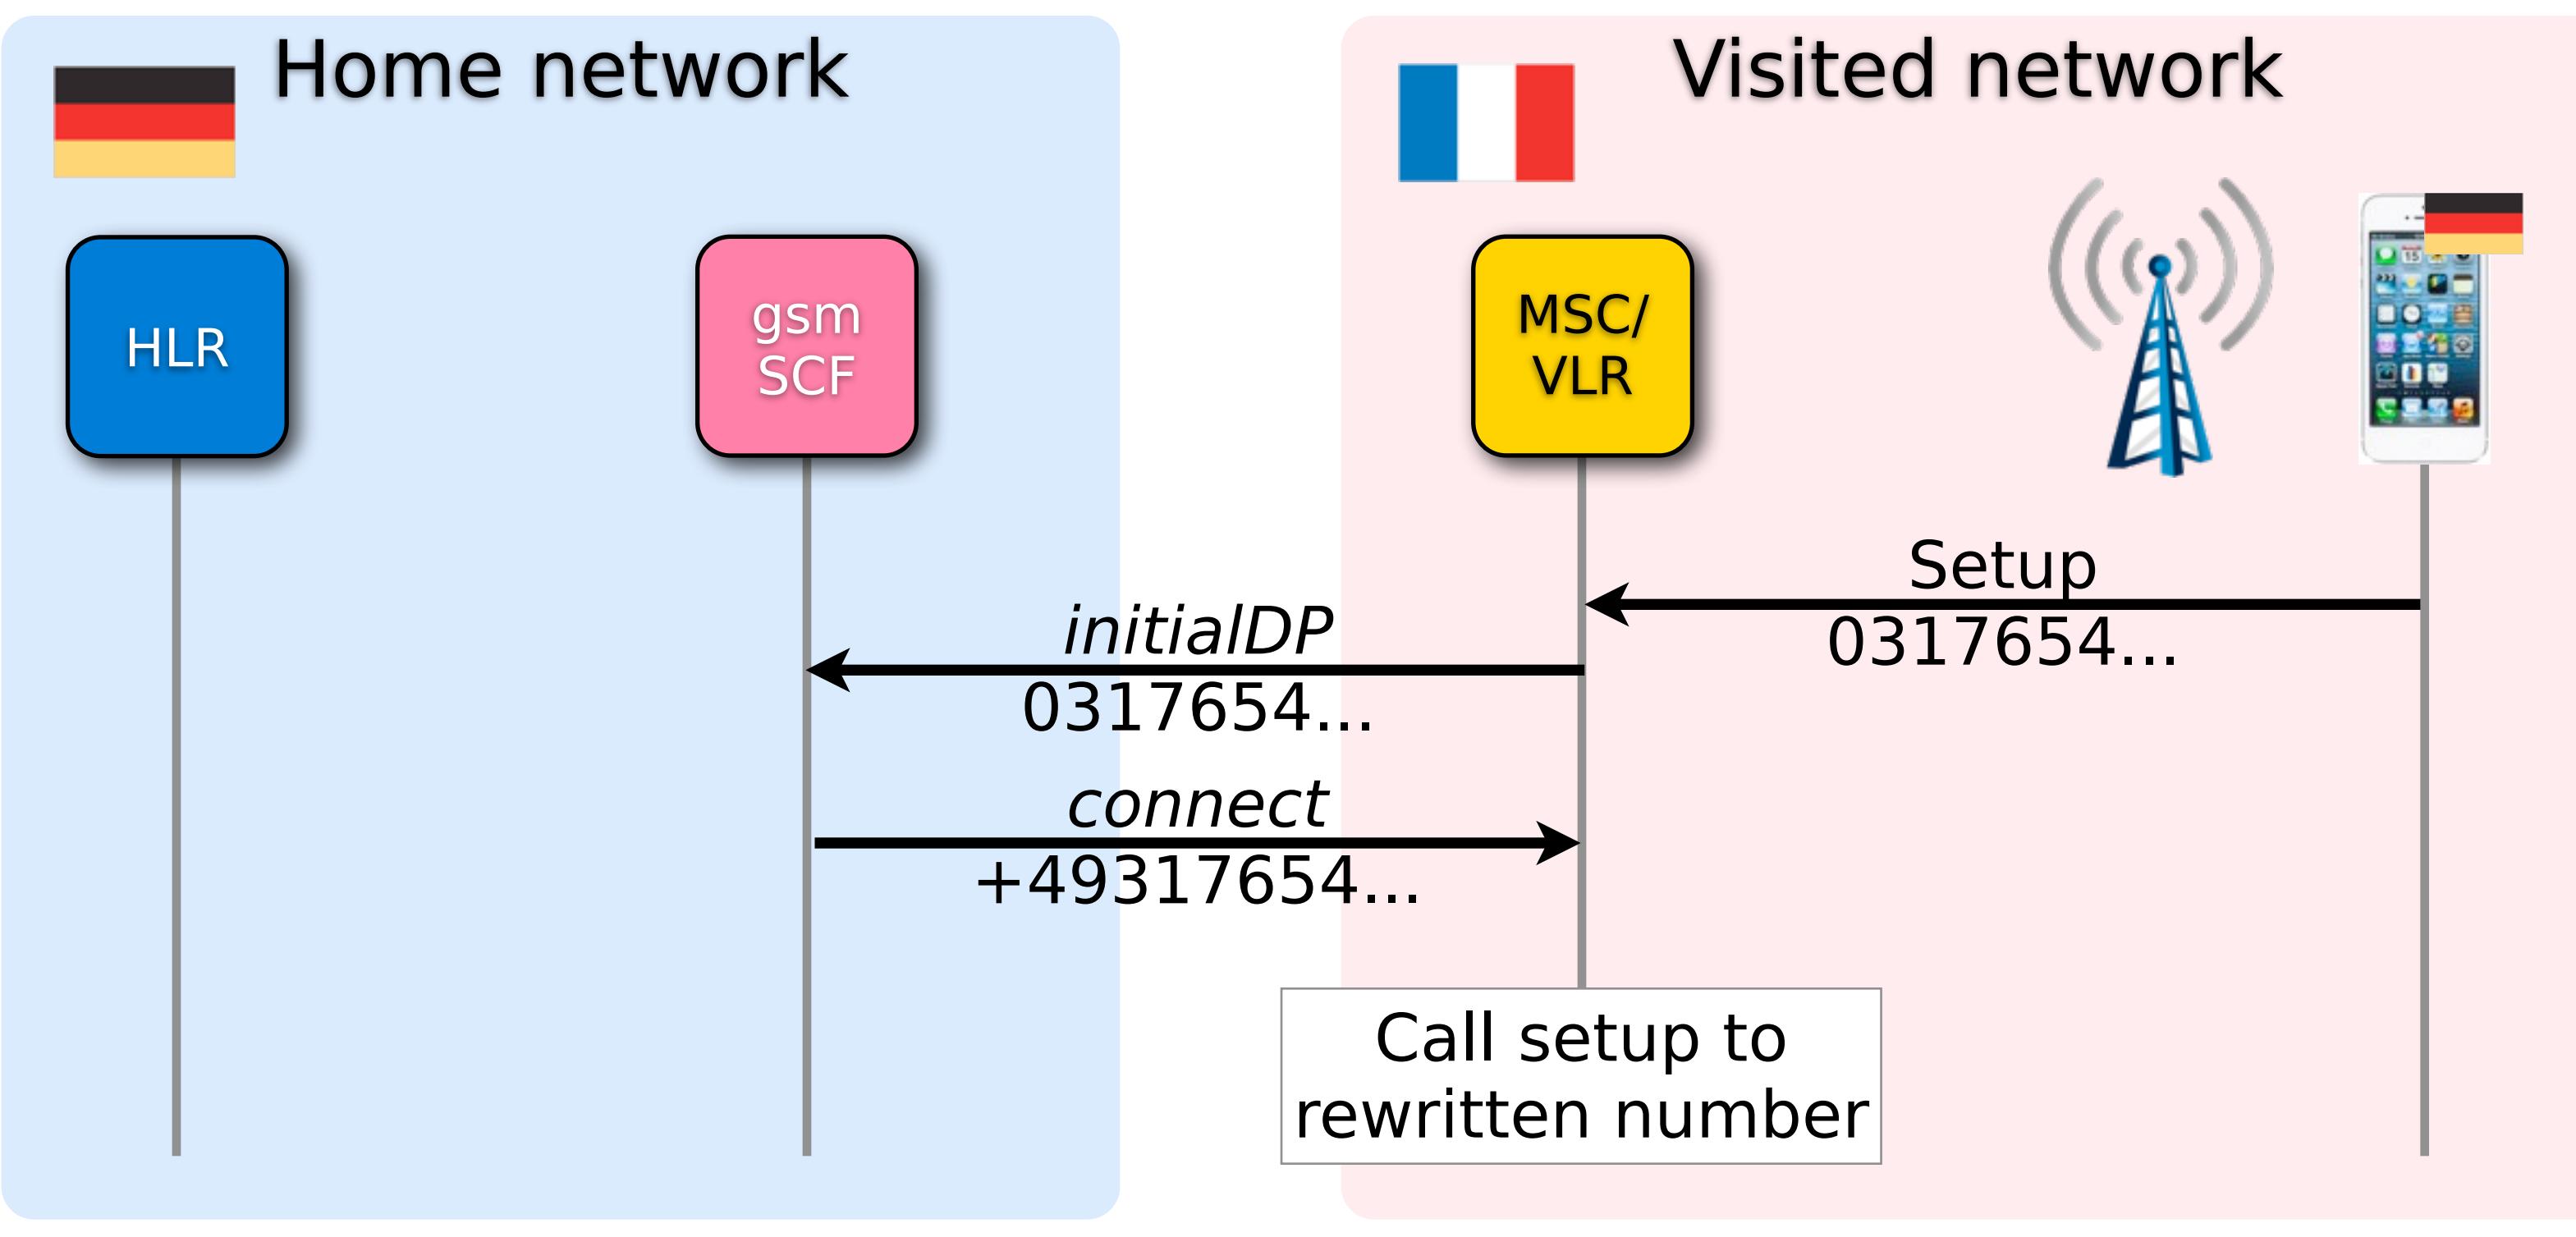 Home network
Visited network
HLR
gsm
SCF
MSC/
VLR
Setup
0317654...
initialDP
0317654...
connect
+49317654...
Call setup to
rewritten number